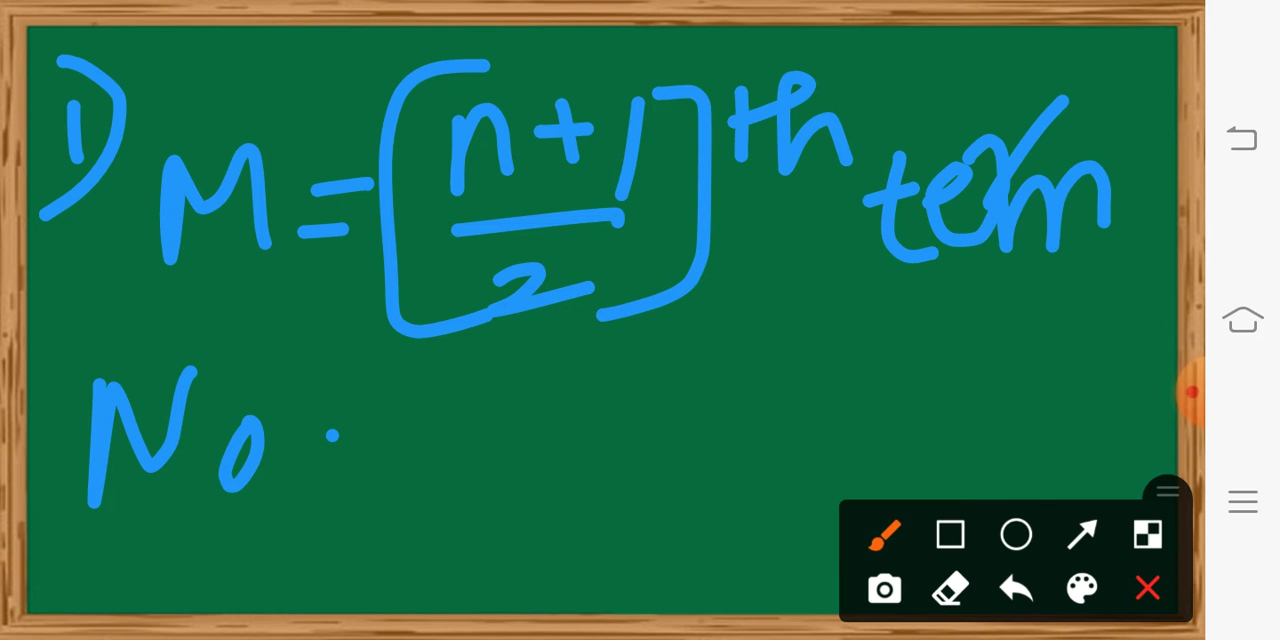 1) M = [n+1/2]th term
No.